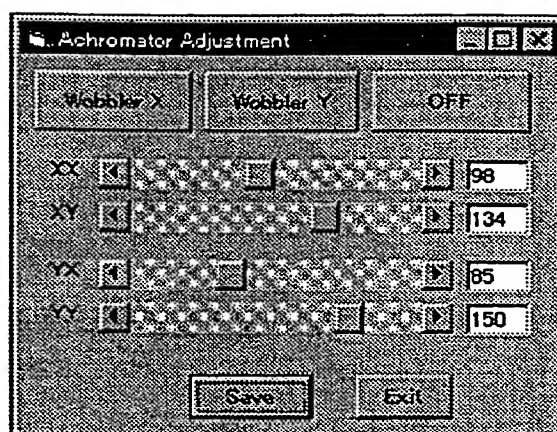 Achromator Adjustment
Wobbler X Wobbler Y OFF
XX 98
XY 134
YX 85
YY 150
Save Exit